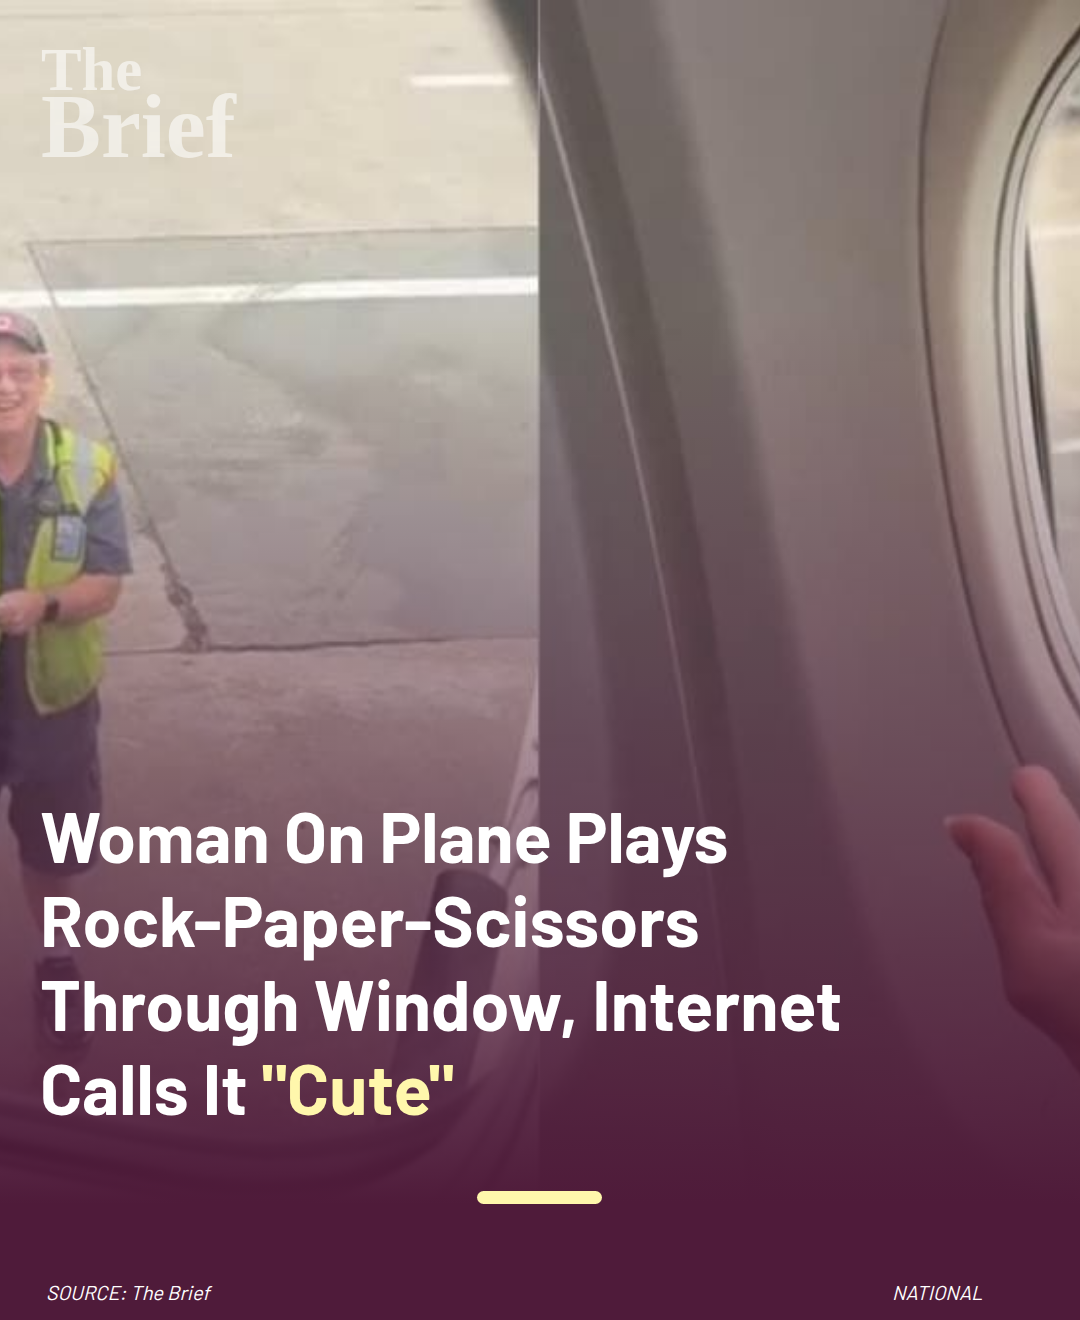 The
Brief
Woman On Plane Plays
Rock-Paper-Scissors
Through Window, Internet
Calls It "Cute"
SOURCE: The Brief
NATIONAL